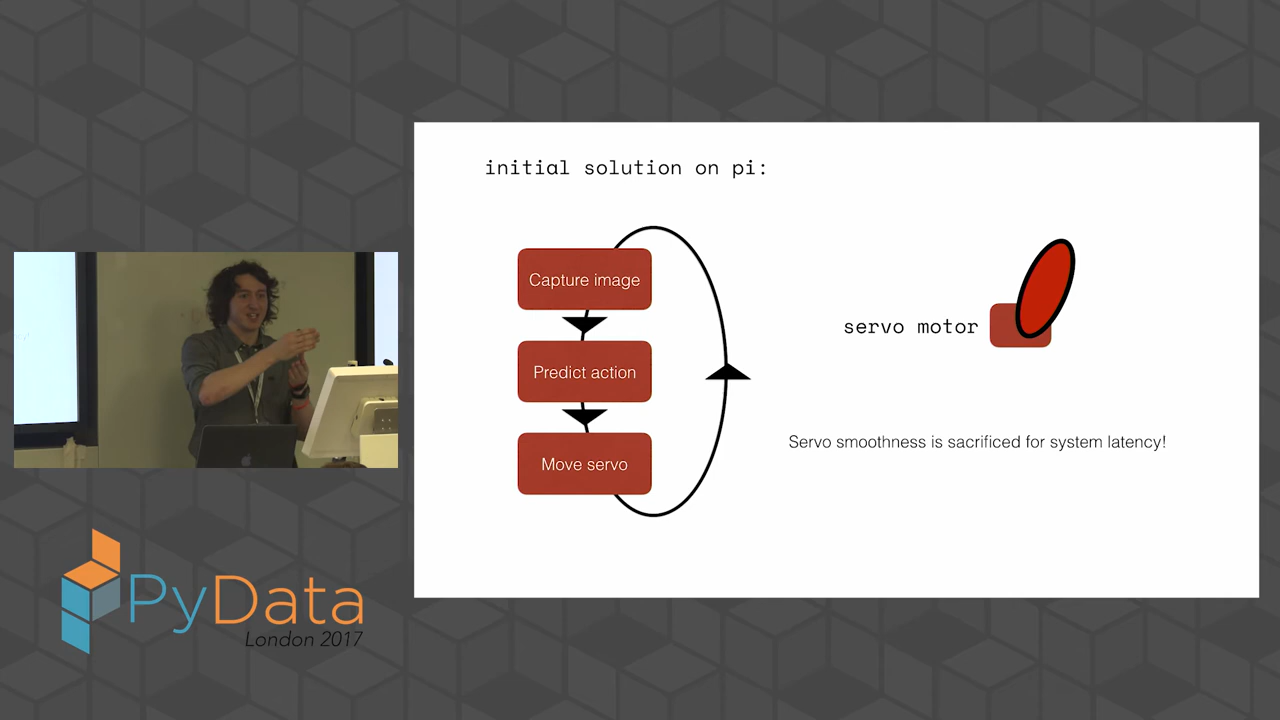 initial solution on pi:
Capture image
Predict action
Move servo
servo motor
Servo smoothness is sacrificed for system latency!
PyData
London 2017